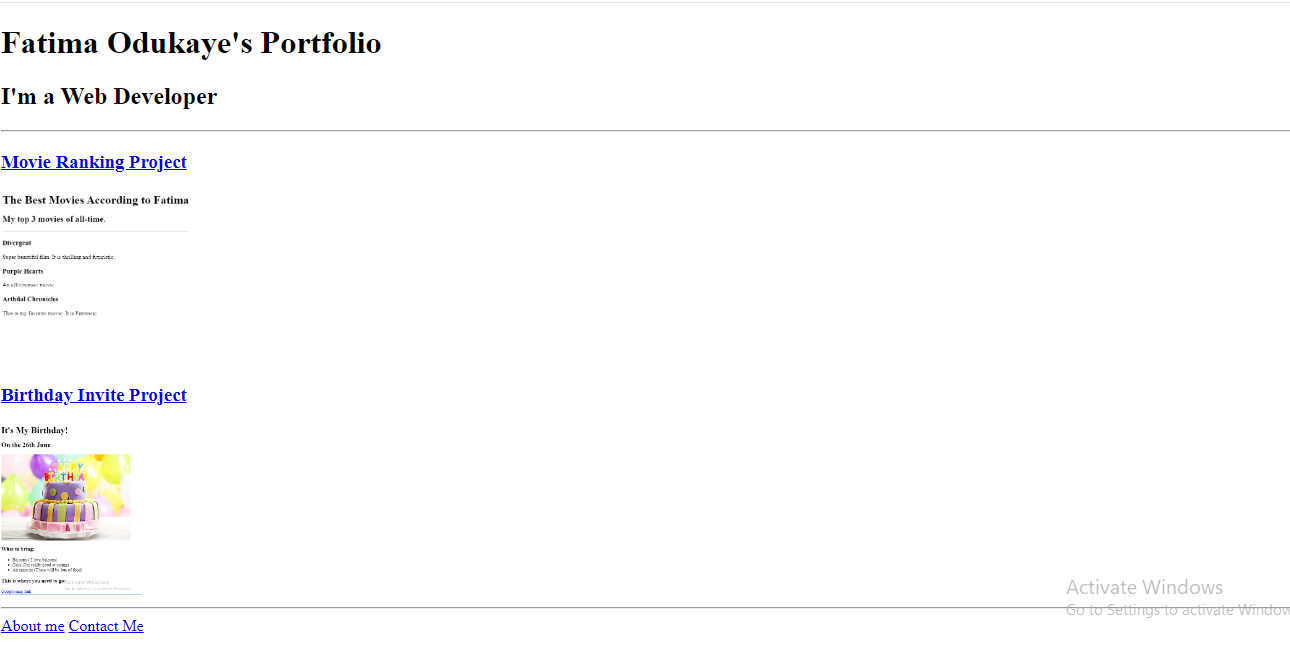 Fatima Odukaye's Portfolio
I'm a Web Developer
Movie Ranking Project
The Best Movies According to Fatima
My top 3 movies of all-time.
Divergent
Super beautiful film. It is thrilling and futuristic.
Purple Hearts
An affectionate movie
Arthdal Chronicles
This is my favorite movie. It is Fantastic.
Birthday Invite Project
It's My Birthday!
On the 26th June
HAPPY
BIRTHDAY
What to bring:
Baloons (I love baloons)
Cake (I'm really good at eating)
An appetite (There will be lots of food)
This is where you need to go:
Activate Windows
Go to Settings to activate Windows.
Google map link
Activate Windows
Go to Settings to activate Window
About me Contact Me